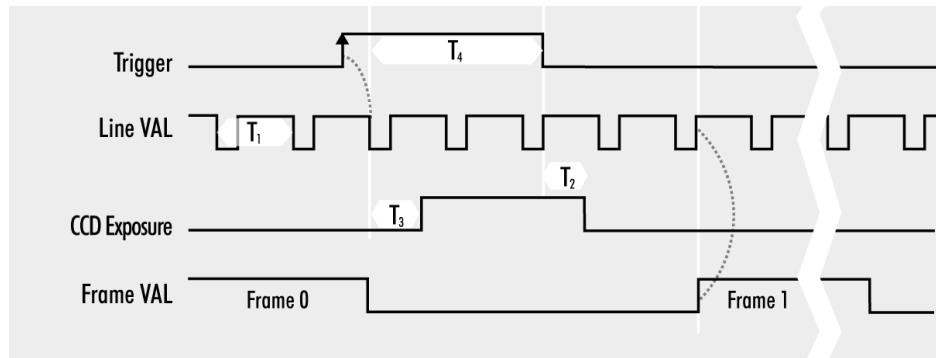 Trigger
T4
Line VAL
T1
T2
CCD Exposure
T3
Frame VAL
Frame 0
Frame 1